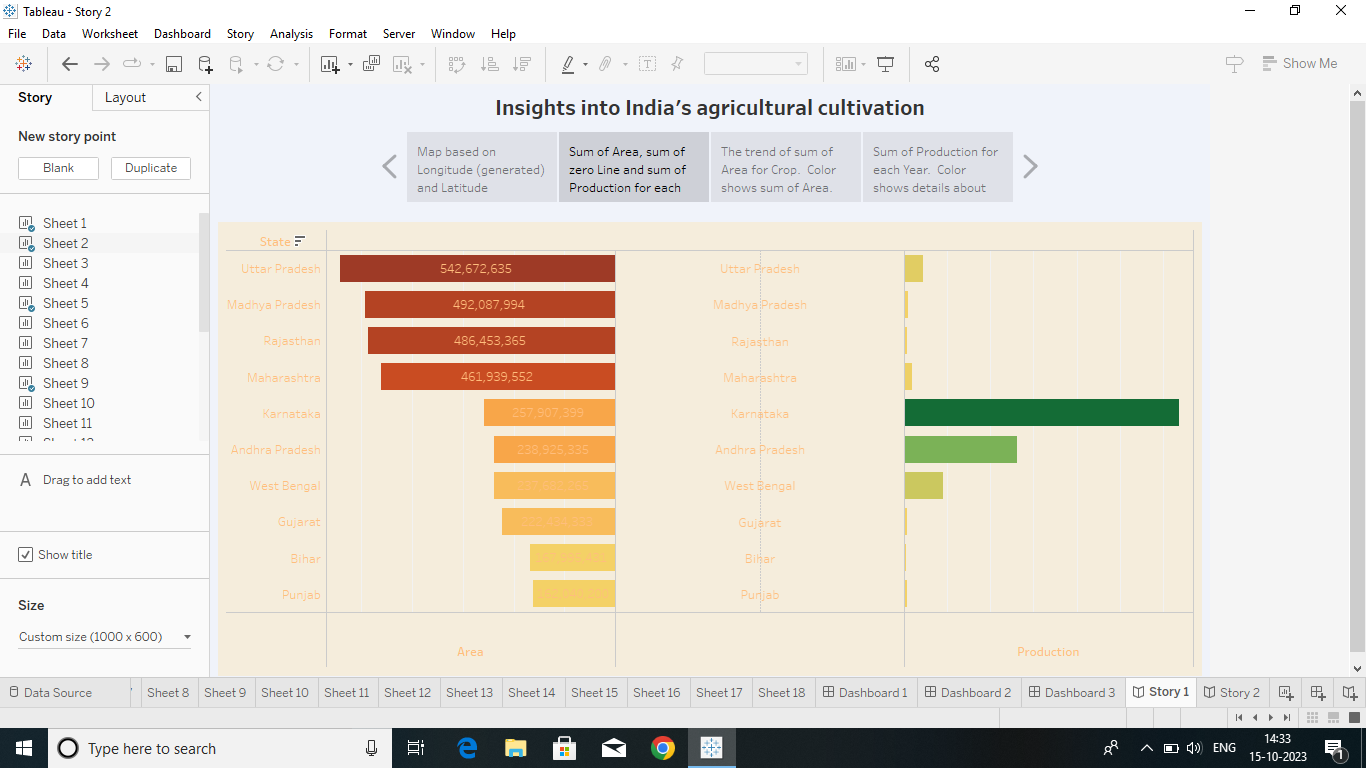 Tableau - Story 2
File Data Worksheet Dashboard Story Analysis Format Server Window Help
Show Me
Story Layout
New story point
Blank Duplicate
Sheet 1
Sheet 2
Sheet 3
Sheet 4
Sheet 5
Sheet 6
Sheet 7
Sheet 8
Sheet 9
Sheet 10
Sheet 11
A Drag to add text
Show title
Size
Custom size (1000 x 600)
Insights into India's agricultural cultivation
Map based on
Longitude (generated)
and Latitude
Sum of Area, sum of
zero Line and sum of
Production for each
The trend of sum of
Area for Crop. Color
shows sum of Area.
Sum of Production for
each Year. Color
shows details about
State
Uttar Pradesh 542,672,635 Uttar Pradesh
Madhya Pradesh 492,087,994 Madhya Pradesh
Rajasthan 486,453,365 Rajasthan
Maharashtra 461,939,552 Maharashtra
Karnataka 257,907,399 Karnataka
Andhra Pradesh 238,925,335 Andhra Pradesh
West Bengal West Bengal
Gujarat Gujarat
Bihar Bihar
Punjab Punjab
Area Production
Data Source Sheet 8 Sheet 9 Sheet 10 Sheet 11 Sheet 12 Sheet 13 Sheet 14 Sheet 15 Sheet 16 Sheet 17 Sheet 18 Dashboard 1 Dashboard 2 Dashboard 3 Story 1 Story 2
Type here to search
ENG
14:33
15-10-2023
1